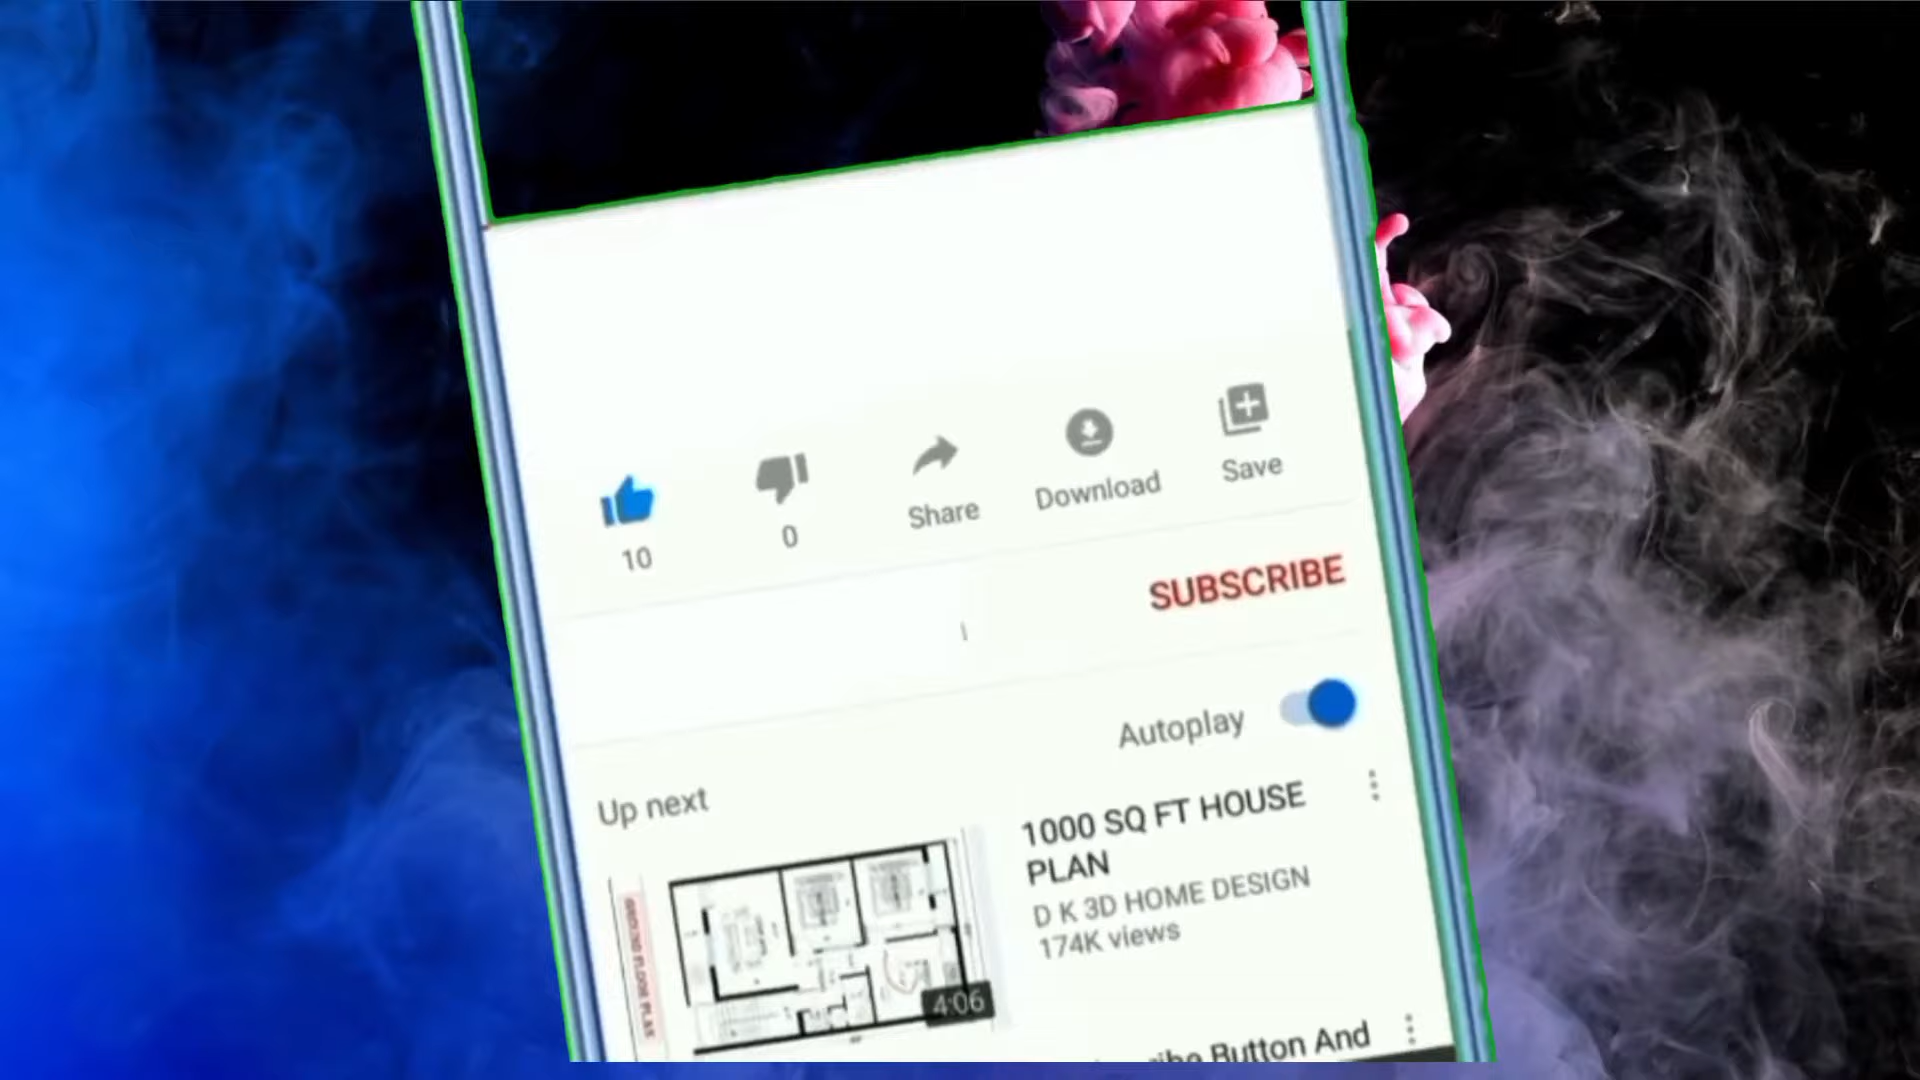 10
0
Share
Download
Save
SUBSCRIBE
Autoplay
Up next
1000 SQ FT HOUSE
PLAN
D K 3D HOME DESIGN
174K views
4:06
Button And